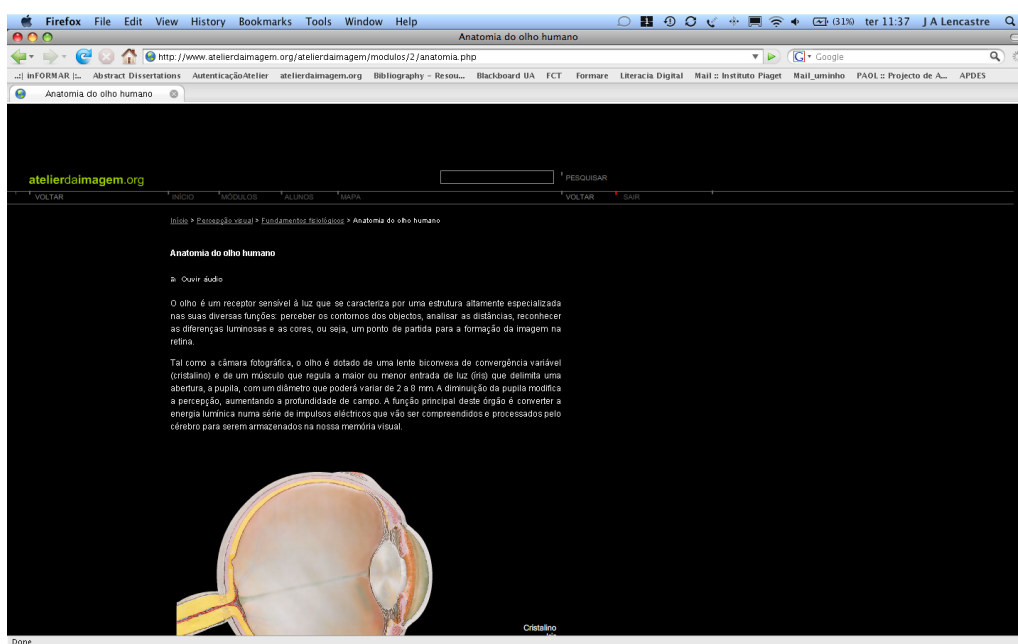 Firefox File Edit View History Bookmarks Tools Window Help (31%) ter 11:37 J A Lencastre
Anatomia do olho humano
http://www.atelierdaimagem.org/atelierdaimagem/modulos/2/anatomia.php Google
...:| inFORMAR |:... Abstract Dissertations AutenticaçãoAtelier atelierdaimagem.org Bibliography – Resou... Blackboard UA FCT Formare Literacia Digital Mail :: Instituto Piaget Mail_uminho PAOL :: Projecto de A... APDES
Anatomia do olho humano
atelierdaimagem.org PESQUISAR
VOLTAR INÍCIO MÓDULOS ALUNOS MAPA VOLTAR SAIR
Início > Percepção visual > Fundamentos fisiológicos > Anatomia do olho humano
Anatomia do olho humano
Ouvir áudio
O olho é um receptor sensível à luz que se caracteriza por uma estrutura altamente especializada
nas suas diversas funções: perceber os contornos dos objectos, analisar as distâncias, reconhecer
as diferenças luminosas e as cores, ou seja, um ponto de partida para a formação da imagem na
retina.
Tal como a câmara fotográfica, o olho é dotado de uma lente biconvexa de convergência variável
(cristalino) e de um músculo que regula a maior ou menor entrada de luz (íris) que delimita uma
abertura, a pupila, com um diâmetro que poderá variar de 2 a 8 mm. A diminuição da pupila modifica
a percepção, aumentando a profundidade de campo. A função principal deste órgão é converter a
energia lumínica numa série de impulsos eléctricos que vão ser compreendidos e processados pelo
cérebro para serem armazenados na nossa memória visual.
Cristalino
Done